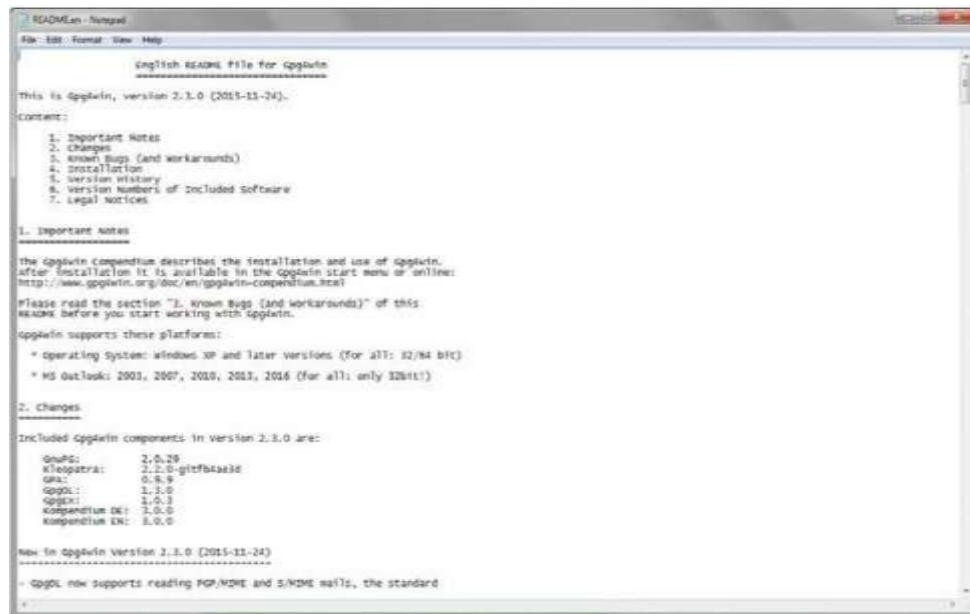 README.en - Notepad
File Edit Format View Help
English README file for Gpg4win
===============================
This is Gpg4win, version 2.3.0 (2015-11-24).
Content:
1. Important Notes
2. Changes
3. Known Bugs (and Workarounds)
4. Installation
5. Version History
6. Version Numbers of Included Software
7. Legal Notices
1. Important Notes
==================
The Gpg4win Compendium describes the installation and use of Gpg4win.
After installation it is available in the Gpg4win start menu or online:
http://www.gpg4win.org/doc/en/gpg4win-compendium.html
Please read the section "3. Known Bugs (and Workarounds)" of this
README before you start working with Gpg4win.
Gpg4win supports these platforms:
* Operating System: Windows XP and later versions (for all: 32/64 bit)
* MS Outlook: 2003, 2007, 2010, 2013, 2016 (for all: only 32bit!)
2. Changes
==========
Included Gpg4win components in Version 2.3.0 are:
GnuPG: 2.0.29
Kleopatra: 2.2.0-gitfb4ae3d
GPA: 0.9.9
GpgOL: 1.3.0
GpgEX: 1.0.3
Kompendium DE: 3.0.0
Kompendium EN: 3.0.0
New in Gpg4win Version 2.3.0 (2015-11-24)
-----------------------------------------
- GpgOL now supports reading PGP/MIME and S/MIME mails, the standard